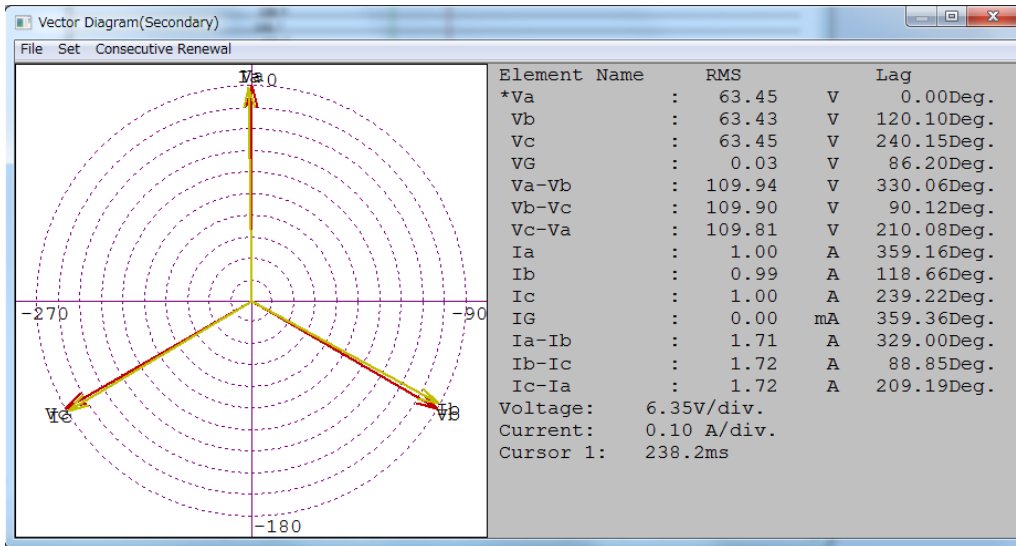 Vector Diagram(Secondary)
File Set Consecutive Renewal
0
-270
-90
-180
Vc
Vb
Element Name RMS Lag
*Va : 63.45 V 0.00Deg.
Vb : 63.43 V 120.10Deg.
Vc : 63.45 V 240.15Deg.
VG : 0.03 V 86.20Deg.
Va-Vb : 109.94 V 330.06Deg.
Vb-Vc : 109.90 V 90.12Deg.
Vc-Va : 109.81 V 210.08Deg.
Ia : 1.00 A 359.16Deg.
Ib : 0.99 A 118.66Deg.
Ic : 1.00 A 239.22Deg.
IG : 0.00 mA 359.36Deg.
Ia-Ib : 1.71 A 329.00Deg.
Ib-Ic : 1.72 A 88.85Deg.
Ic-Ia : 1.72 A 209.19Deg.
Voltage: 6.35V/div.
Current: 0.10 A/div.
Cursor 1: 238.2ms